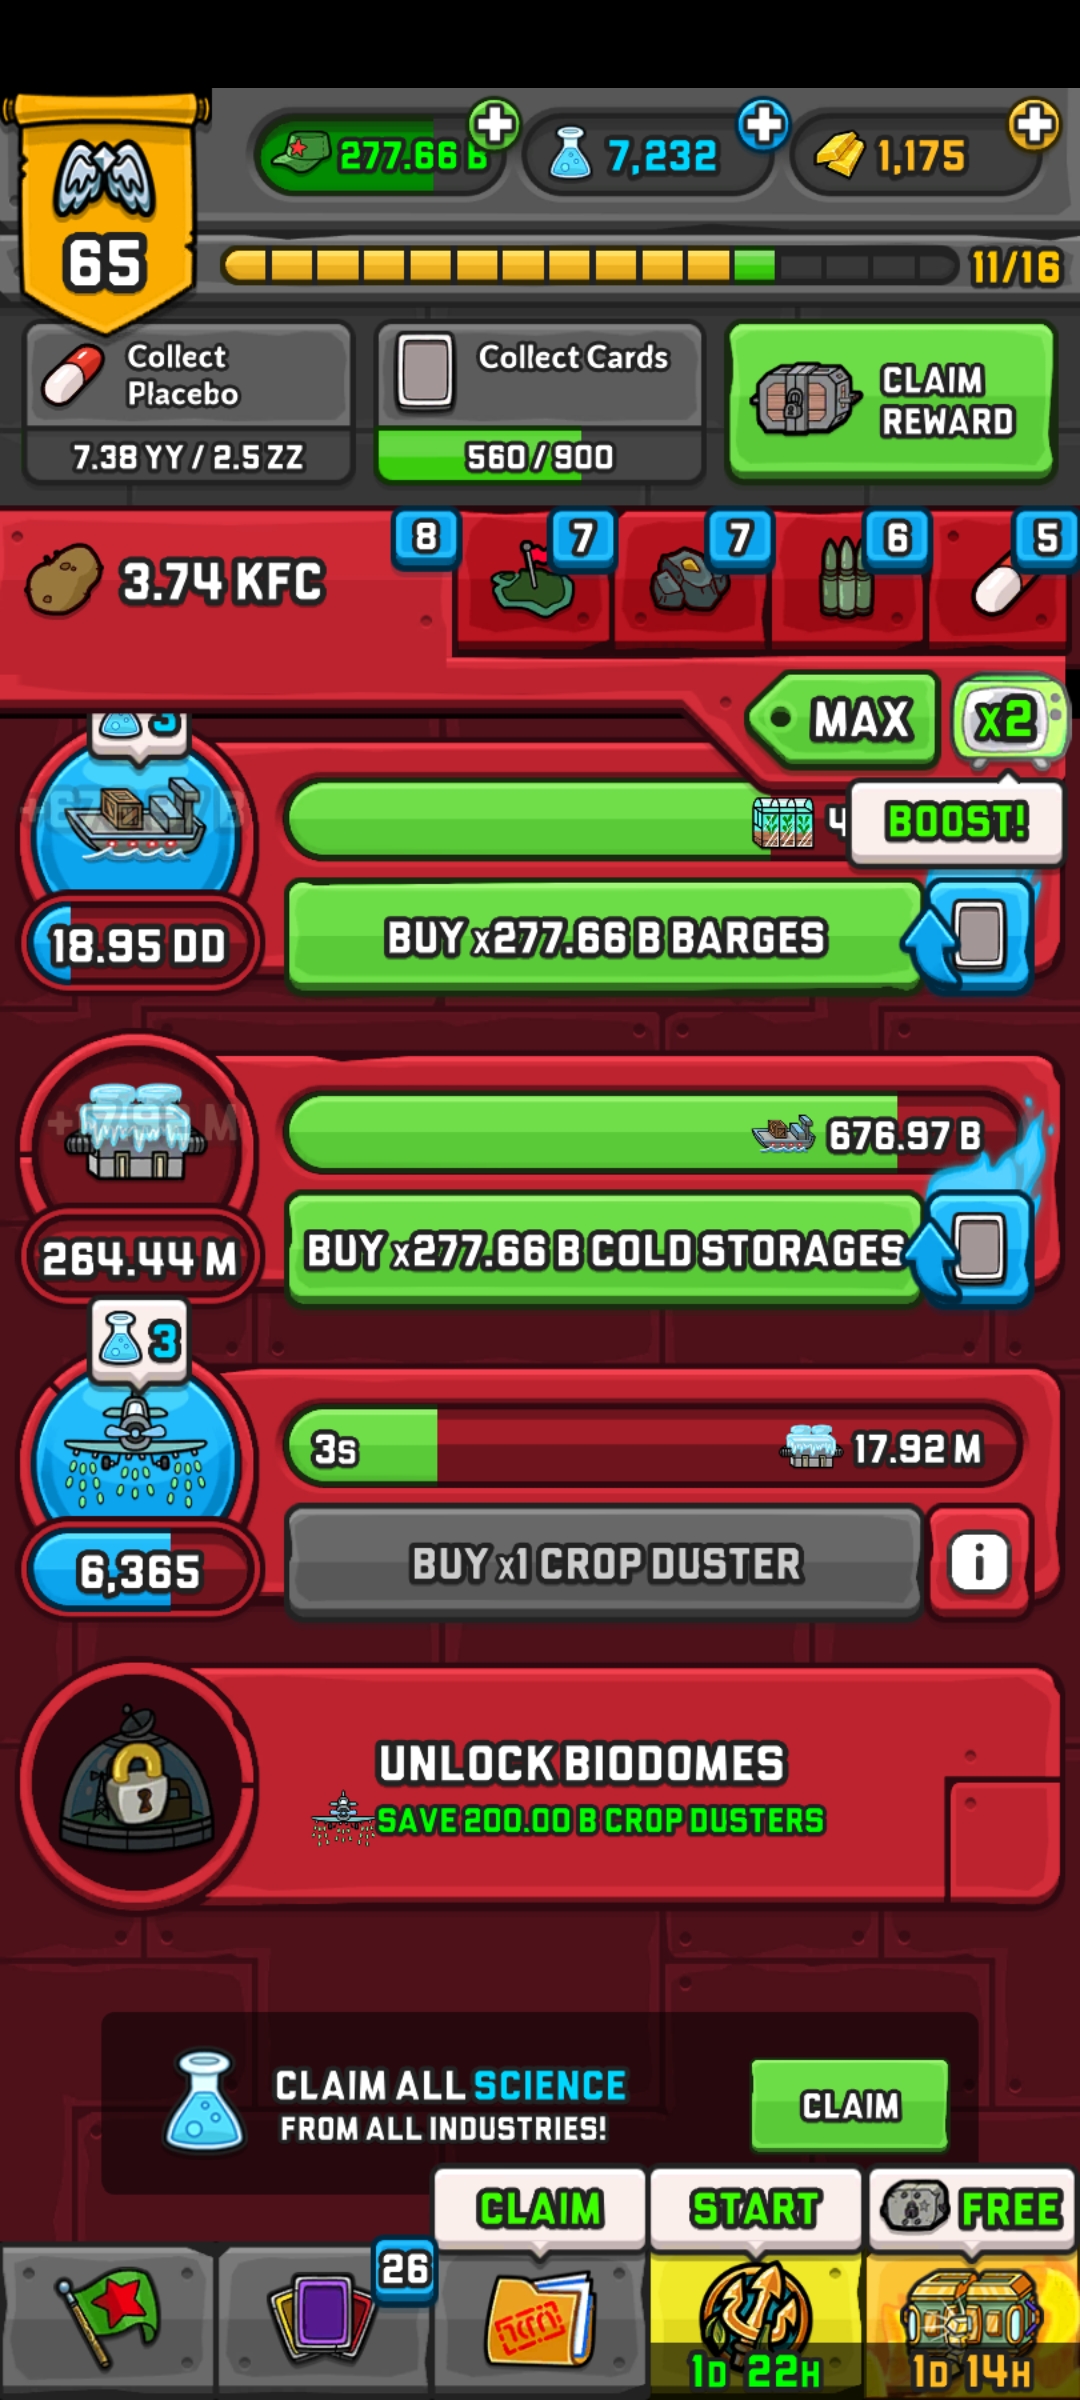 277.66 B
7,232
1,175
65
11/16
Collect
Placebo
7.38 YY / 2.5 ZZ
Collect Cards
560 / 900
CLAIM
REWARD
3.74 KFC
8
7
7
6
5
MAX
x2
BOOST!
3
4
18.95 DD
BUY x277.66 B BARGES
676.97 B
264.44 M
BUY x277.66 B COLD STORAGES
3
3s
17.92 M
6,365
BUY x1 CROP DUSTER
i
UNLOCK BIODOMES
SAVE 200.00 B CROP DUSTERS
CLAIM ALL SCIENCE
FROM ALL INDUSTRIES!
CLAIM
CLAIM
START
FREE
26
1D 22H
1D 14H